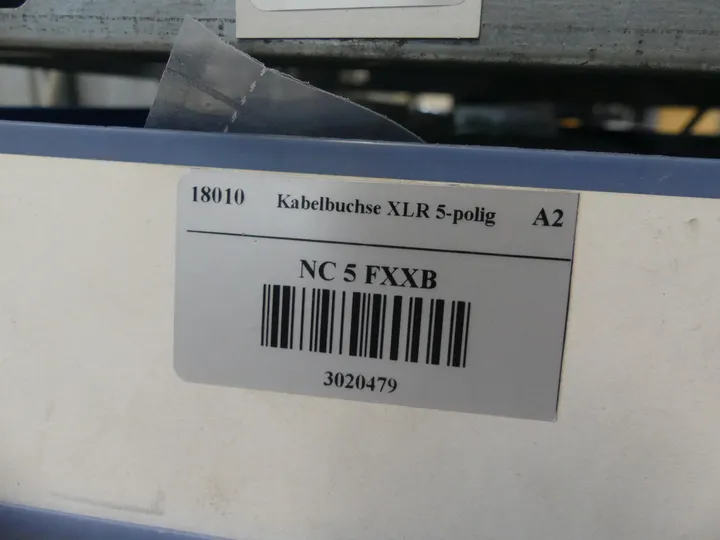 18010 Kabelbuchse XLR 5-polig A2
NC 5 FXXB
3020479